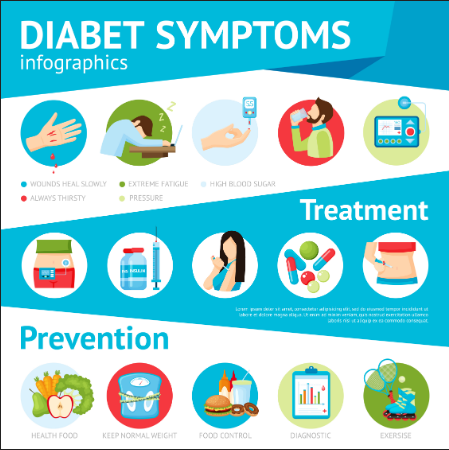 DIABET SYMPTOMS
infographics
WOUNDS HEAL SLOWLY EXTREME FATIGUE HIGH BLOOD SUGAR
ALWAYS THIRSTY PRESSURE
Treatment
Lorem ipsum dolor sit amet, consectetur adipiscing elit, sed do eiusmod tempor incididunt
ut labore et dolore magna aliqua. Ut enim ad minim veniam, quis nostrud
exercitation ullamco laboris nisi ut aliquip ex ea commodo consequat.
Prevention
HEALTH FOOD KEEP NORMAL WEIGHT FOOD CONTROL DIAGNOSTIC EXERSISE